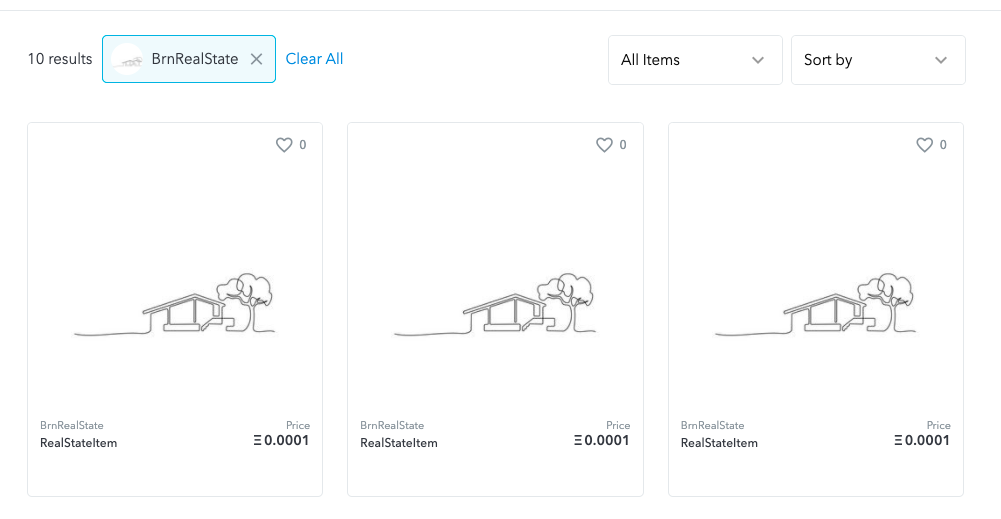 10 results BrnRealState Clear All All Items Sort by
0 0 0
BrnRealState Price BrnRealState Price BrnRealState Price
RealStateItem Ξ 0.0001 RealStateItem Ξ 0.0001 RealStateItem Ξ 0.0001